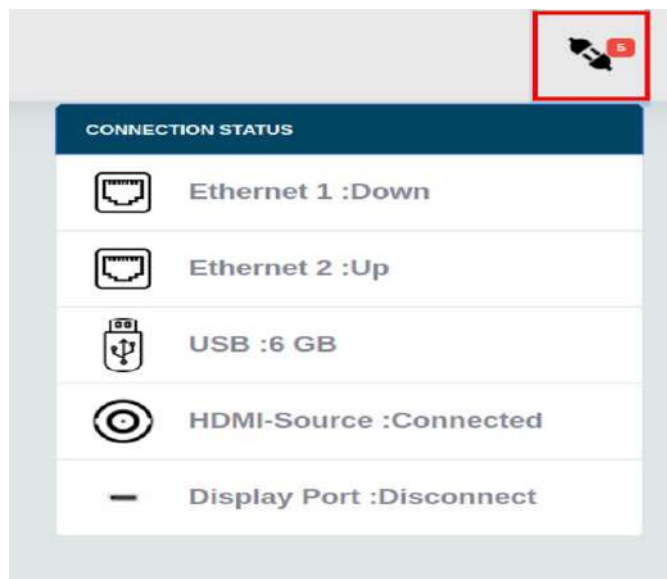 5
CONNECTION STATUS
Ethernet 1 :Down
Ethernet 2 :Up
USB :6 GB
HDMI-Source :Connected
Display Port :Disconnect